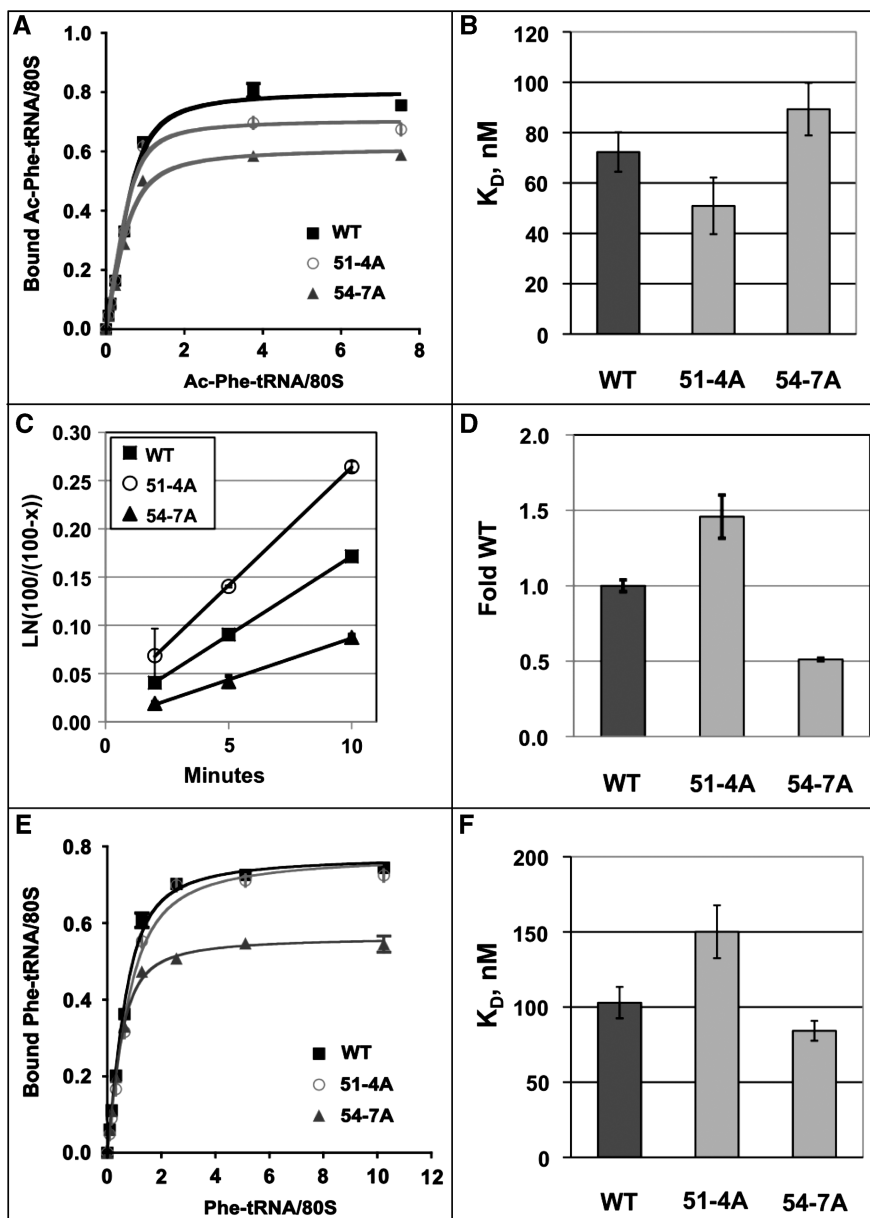 A
Bound Ac-Phe-tRNA/80S
1.0
0.8
0.6
0.4
0.2
0.0
0 2 4 6 8
Ac-Phe-tRNA/80S
WT
51-4A
54-7A
B
K_D, nM
120
100
80
60
40
20
0
WT 51-4A 54-7A
C
LN(100/(100-x))
0.30
0.25
0.20
0.15
0.10
0.05
0.00
0 5 10
Minutes
WT
51-4A
54-7A
D
Fold WT
2.0
1.5
1.0
0.5
0.0
WT 51-4A 54-7A
E
Bound Phe-tRNA/80S
0.8
0.6
0.4
0.2
0.0
0 2 4 6 8 10 12
Phe-tRNA/80S
WT
51-4A
54-7A
F
K_D, nM
200
150
100
50
0
WT 51-4A 54-7A